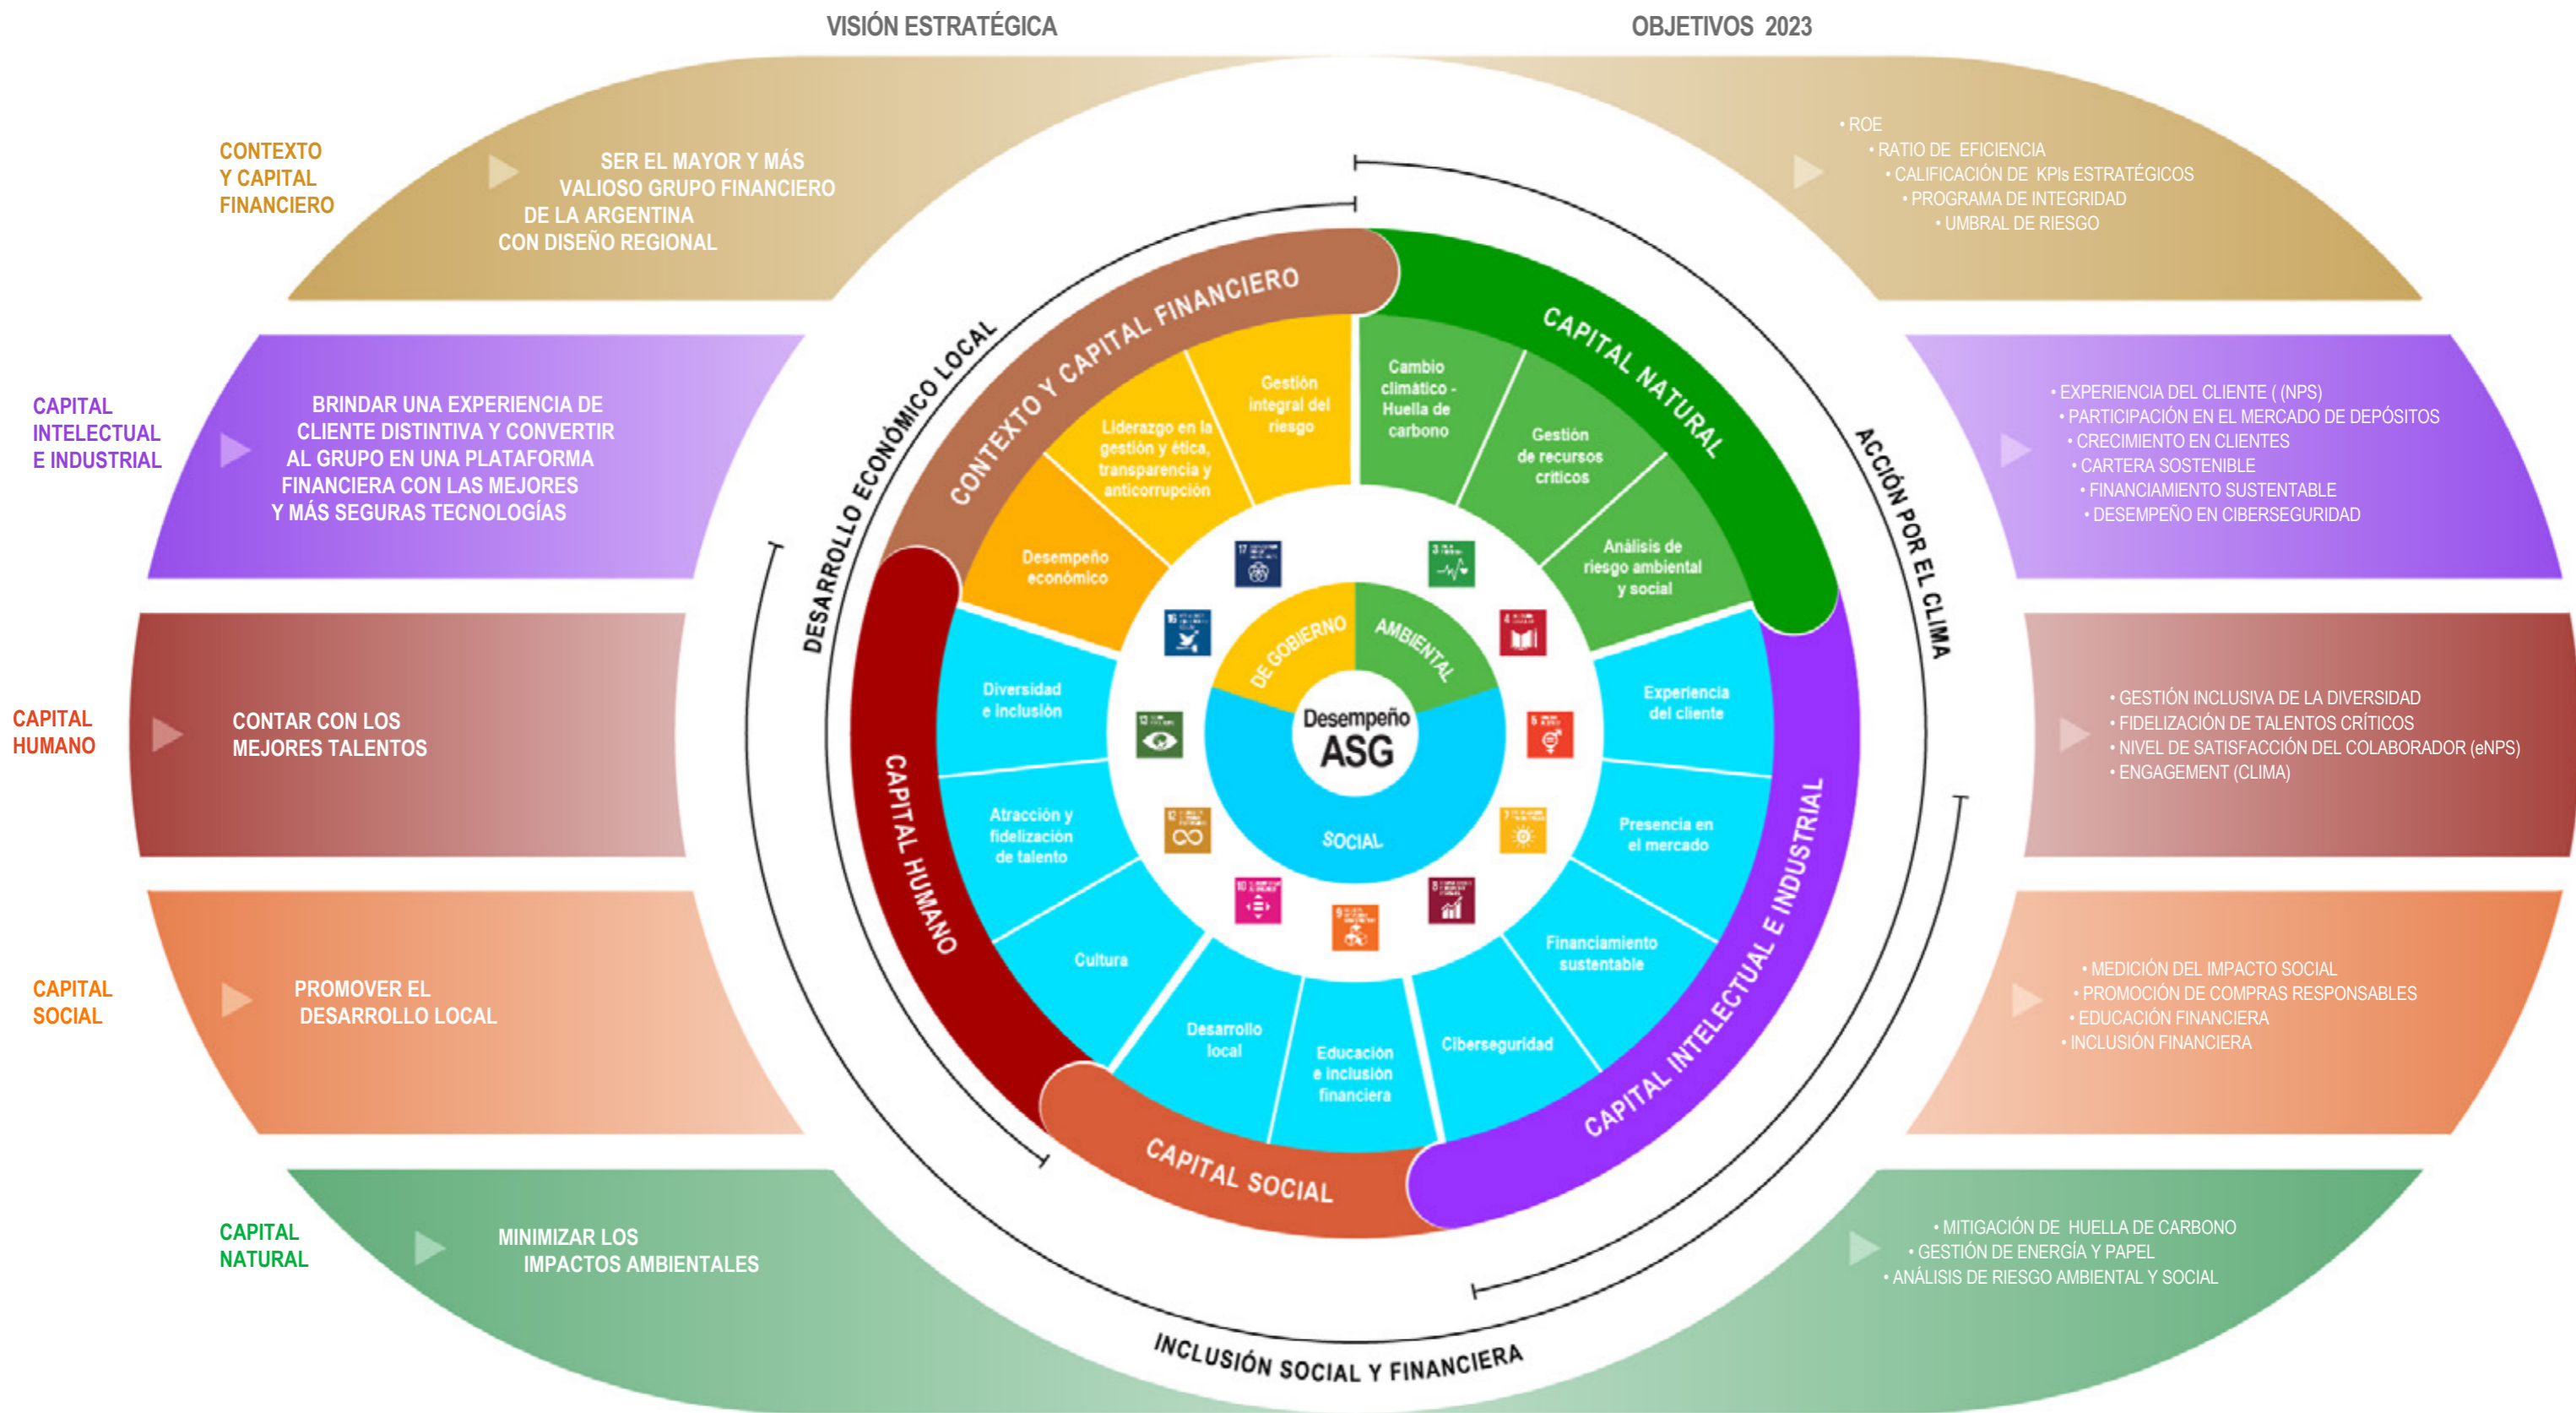 VISIÓN ESTRATÉGICA
OBJETIVOS 2023
CONTEXTO
Y CAPITAL
FINANCIERO
SER EL MAYOR Y MÁS
VALIOSO GRUPO FINANCIERO
DE LA ARGENTINA
CON DISEÑO REGIONAL
• ROE
• RATIO DE EFICIENCIA
• CALIFICACIÓN DE KPIs ESTRATÉGICOS
• PROGRAMA DE INTEGRIDAD
• UMBRAL DE RIESGO
CAPITAL
INTELECTUAL
E INDUSTRIAL
BRINDAR UNA EXPERIENCIA DE
CLIENTE DISTINTIVA Y CONVERTIR
AL GRUPO EN UNA PLATAFORMA
FINANCIERA CON LAS MEJORES
Y MÁS SEGURAS TECNOLOGÍAS
• EXPERIENCIA DEL CLIENTE ( (NPS)
• PARTICIPACIÓN EN EL MERCADO DE DEPÓSITOS
• CRECIMIENTO EN CLIENTES
• CARTERA SOSTENIBLE
• FINANCIAMIENTO SUSTENTABLE
• DESEMPEÑO EN CIBERSEGURIDAD
CAPITAL
HUMANO
CONTAR CON LOS
MEJORES TALENTOS
• GESTIÓN INCLUSIVA DE LA DIVERSIDAD
• FIDELIZACIÓN DE TALENTOS CRÍTICOS
• NIVEL DE SATISFACCIÓN DEL COLABORADOR (eNPS)
• ENGAGEMENT (CLIMA)
CAPITAL
SOCIAL
PROMOVER EL
DESARROLLO LOCAL
• MEDICIÓN DEL IMPACTO SOCIAL
• PROMOCIÓN DE COMPRAS RESPONSABLES
• EDUCACIÓN FINANCIERA
• INCLUSIÓN FINANCIERA
CAPITAL
NATURAL
MINIMIZAR LOS
IMPACTOS AMBIENTALES
• MITIGACIÓN DE HUELLA DE CARBONO
• GESTIÓN DE ENERGÍA Y PAPEL
• ANÁLISIS DE RIESGO AMBIENTAL Y SOCIAL
DESARROLLO ECONÓMICO LOCAL
ACCIÓN POR EL CLIMA
INCLUSIÓN SOCIAL Y FINANCIERA
CONTEXTO Y CAPITAL FINANCIERO
CAPITAL NATURAL
CAPITAL INTELECTUAL E INDUSTRIAL
CAPITAL SOCIAL
CAPITAL HUMANO
Cambio
climático -
Huella de
carbono
Gestión
de recursos
críticos
Análisis de
riesgo ambiental
y social
Experiencia
del cliente
Presencia en
el mercado
Financiamiento
sustentable
Ciberseguridad
Educación
e inclusión
financiera
Desarrollo
local
Cultura
Atracción y
fidelización
de talento
Diversidad
e inclusión
Desempeño
económico
Liderazgo en la
gestión y ética,
transparencia y
anticorrupción
Gestión
integral del
riesgo
3
4
5
7
8
9
10
12
13
16
17
DE GOBIERNO
AMBIENTAL
SOCIAL
Desempeño
ASG